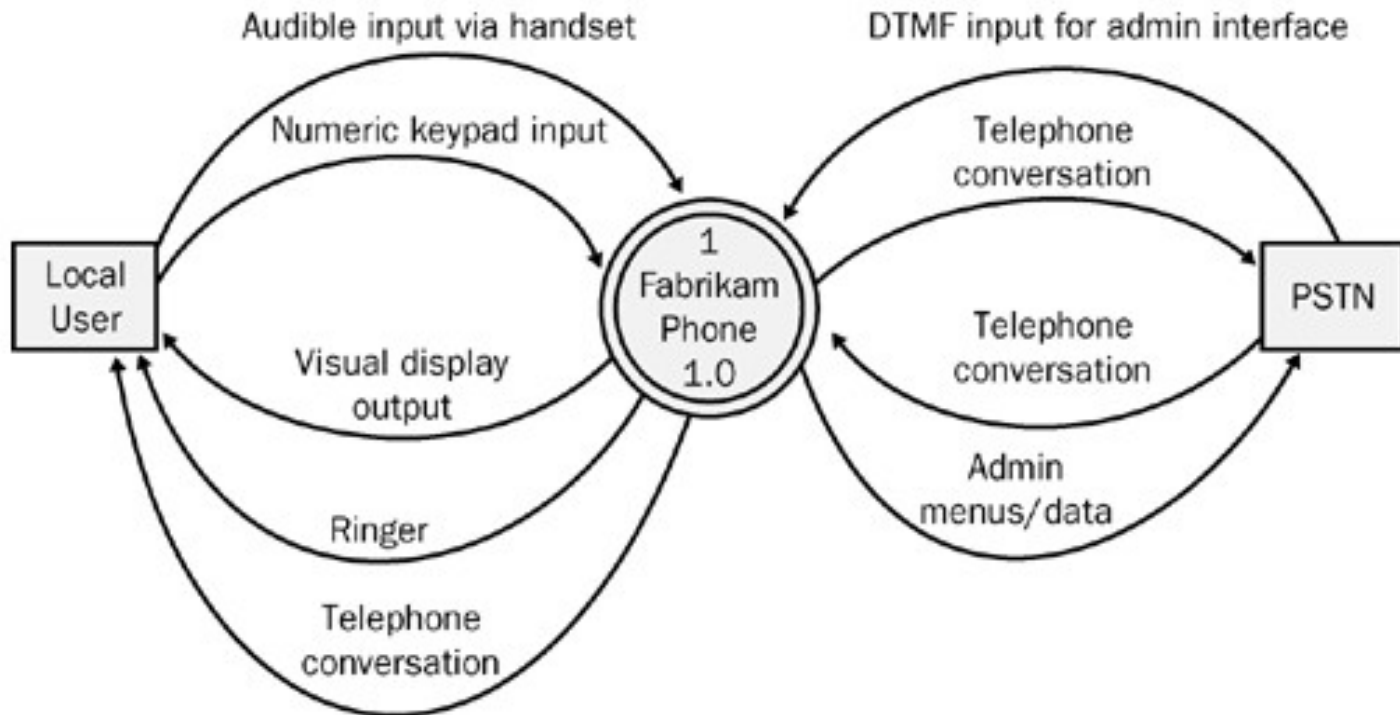 Audible input via handset
DTMF input for admin interface
Numeric keypad input
Telephone
conversation
Local
User
1
Fabrikam
Phone
1.0
PSTN
Visual display
output
Telephone
conversation
Ringer
Admin
menus/data
Telephone
conversation